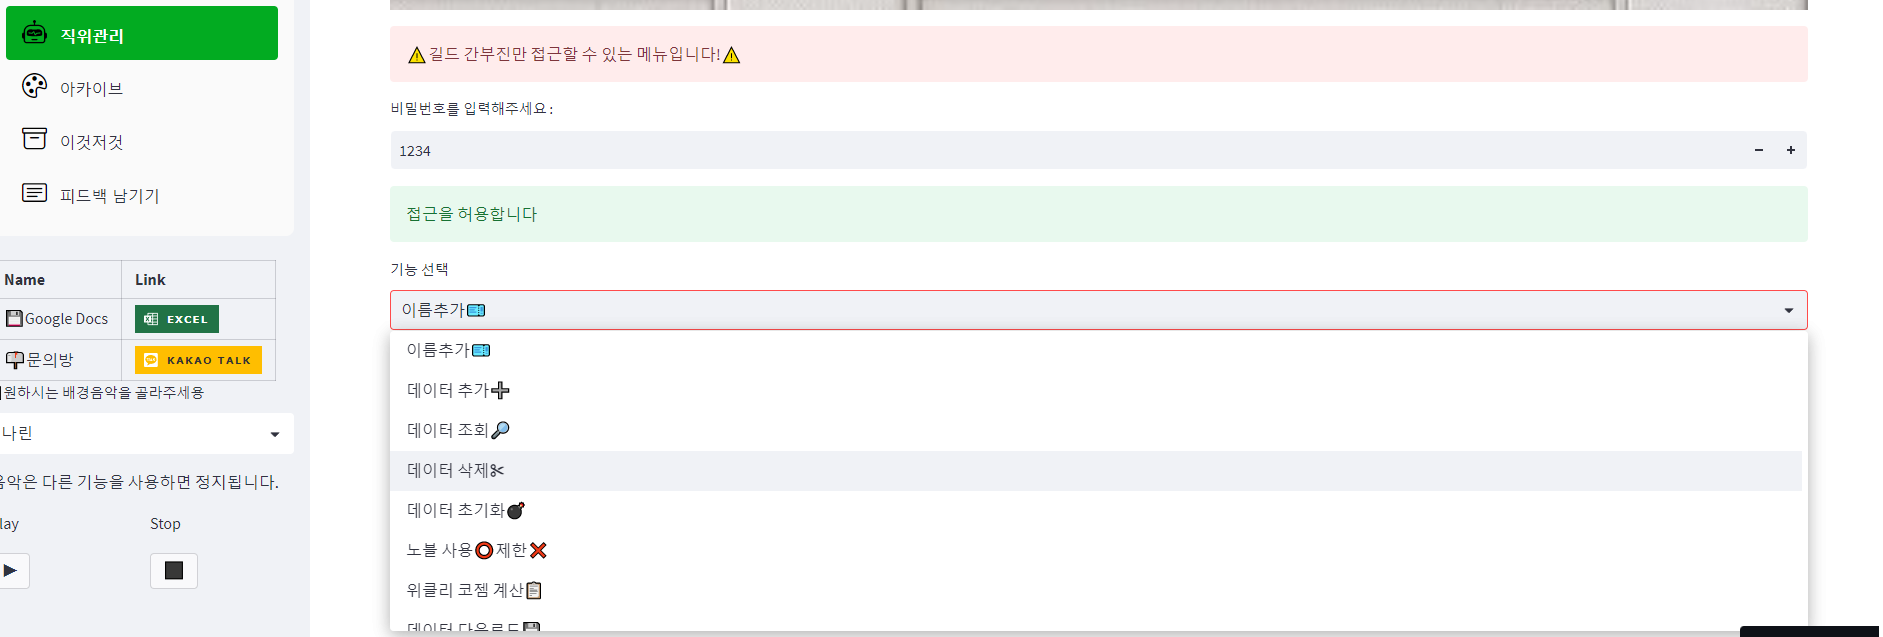 직위관리
아카이브
이것저것
피드백 남기기
Name Link
Google Docs EXCEL
문의방 KAKAO TALK
원하시는 배경음악을 골라주세용
나린
음악은 다른 기능을 사용하면 정지됩니다.
lay Stop
⚠길드 간부진만 접근할 수 있는 메뉴입니다!⚠
비밀번호를 입력해주세요:
1234 − +
접근을 허용합니다
기능 선택
이름추가🎟
이름추가🎟
데이터 추가➕
데이터 조회🔎
데이터 삭제✂
데이터 초기화💣
노블 사용⭕제한❌
위클리 코젬 계산📋
데이터 다운로드💾